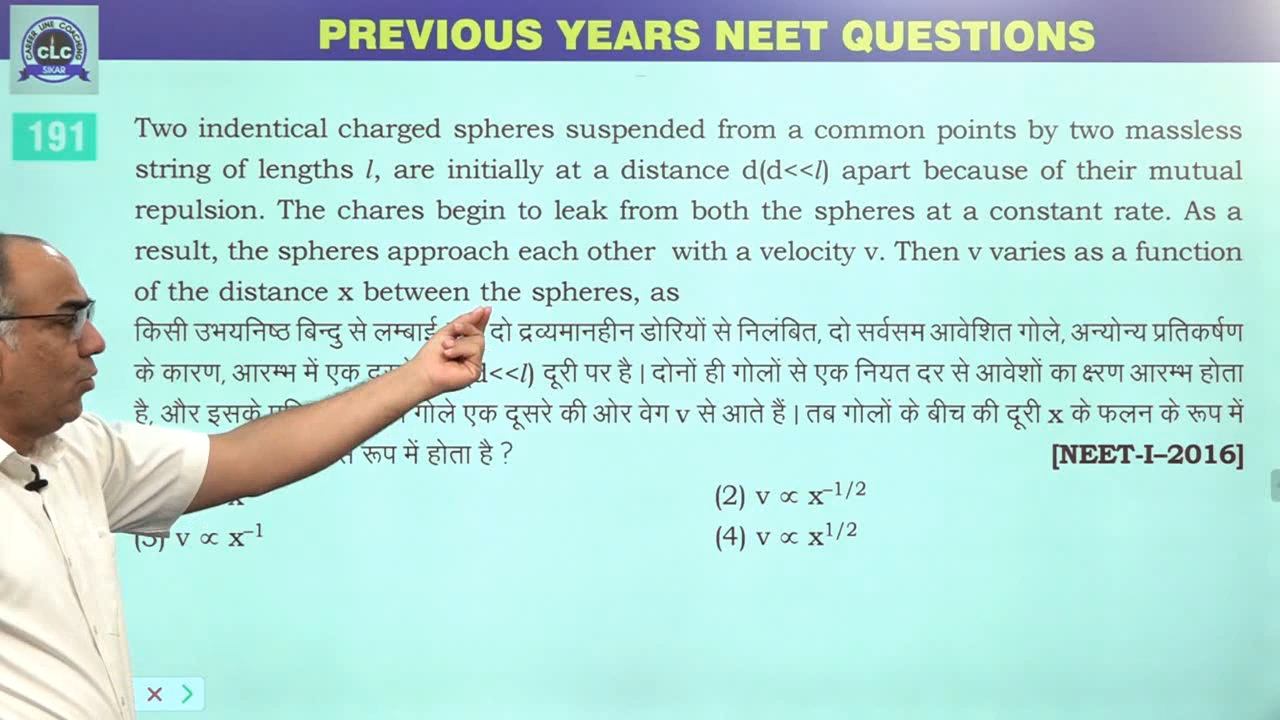 PREVIOUS YEARS NEET QUESTIONS
CAREER LINE COACHING
CLC
SIKAR
191
Two indentical charged spheres suspended from a common points by two massless
string of lengths l, are initially at a distance d(d<<l) apart because of their mutual
repulsion. The chares begin to leak from both the spheres at a constant rate. As a
result, the spheres approach each other with a velocity v. Then v varies as a function
of the distance x between the spheres, as
किसी उभयनिष्ठ बिन्दु से लम्बाई दो द्रव्यमानहीन डोरियों से निलंबित, दो सर्वसम आवेशित गोले, अन्योन्य प्रतिकर्षण
के कारण, आरम्भ में एक (d<<l) दूरी पर है। दोनों ही गोलों से एक नियत दर से आवेशों का क्ष्रण आरम्भ होता
है, और इसके गोले एक दूसरे की ओर वेग v से आते हैं। तब गोलों के बीच की दूरी x के फलन के रूप में
रूप में होता है ?
[NEET-I–2016]
x
(2) v ∝ x⁻¹/²
(3) v ∝ x⁻¹
(4) v ∝ x¹/²